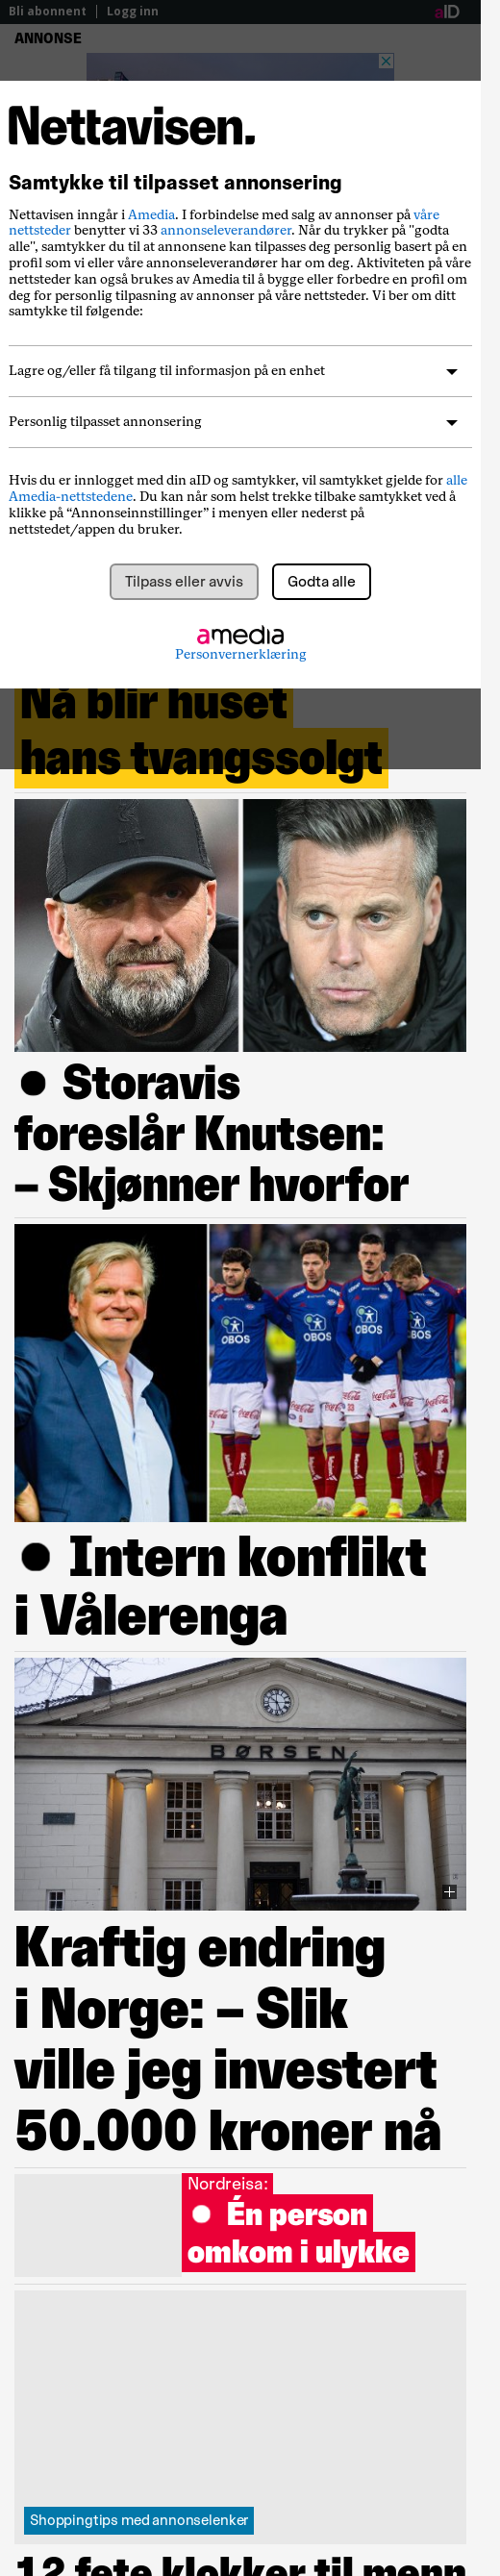 Bli abonnent | Logg inn
aID
ANNONSE
Nettavisen.
Samtykke til tilpasset annonsering
Nettavisen inngår i Amedia. I forbindelse med salg av annonser på våre
nettsteder benytter vi 33 annonseleverandører. Når du trykker på "godta
alle", samtykker du til at annonsene kan tilpasses deg personlig basert på en
profil som vi eller våre annonseleverandører har om deg. Aktiviteten på våre
nettsteder kan også brukes av Amedia til å bygge eller forbedre en profil om
deg for personlig tilpasning av annonser på våre nettsteder. Vi ber om ditt
samtykke til følgende:
Lagre og/eller få tilgang til informasjon på en enhet
Personlig tilpasset annonsering
Hvis du er innlogget med din aID og samtykker, vil samtykket gjelde for alle
Amedia-nettstedene. Du kan når som helst trekke tilbake samtykket ved å
klikke på “Annonseinnstillinger” i menyen eller nederst på
nettstedet/appen du bruker.
Tilpass eller avvis
Godta alle
amedia
Personvernerklæring
Nå blir huset
hans tvangssolgt
● Storavis
foreslår Knutsen:
– Skjønner hvorfor
OBOS OBOS OBOS
● Intern konflikt
i Vålerenga
BØRSEN
Kraftig endring
i Norge: – Slik
ville jeg investert
50.000 kroner nå
Nordreisa:
● Én person
omkom i ulykke
Shoppingtips med annonselenker
12 fete klokker til menn